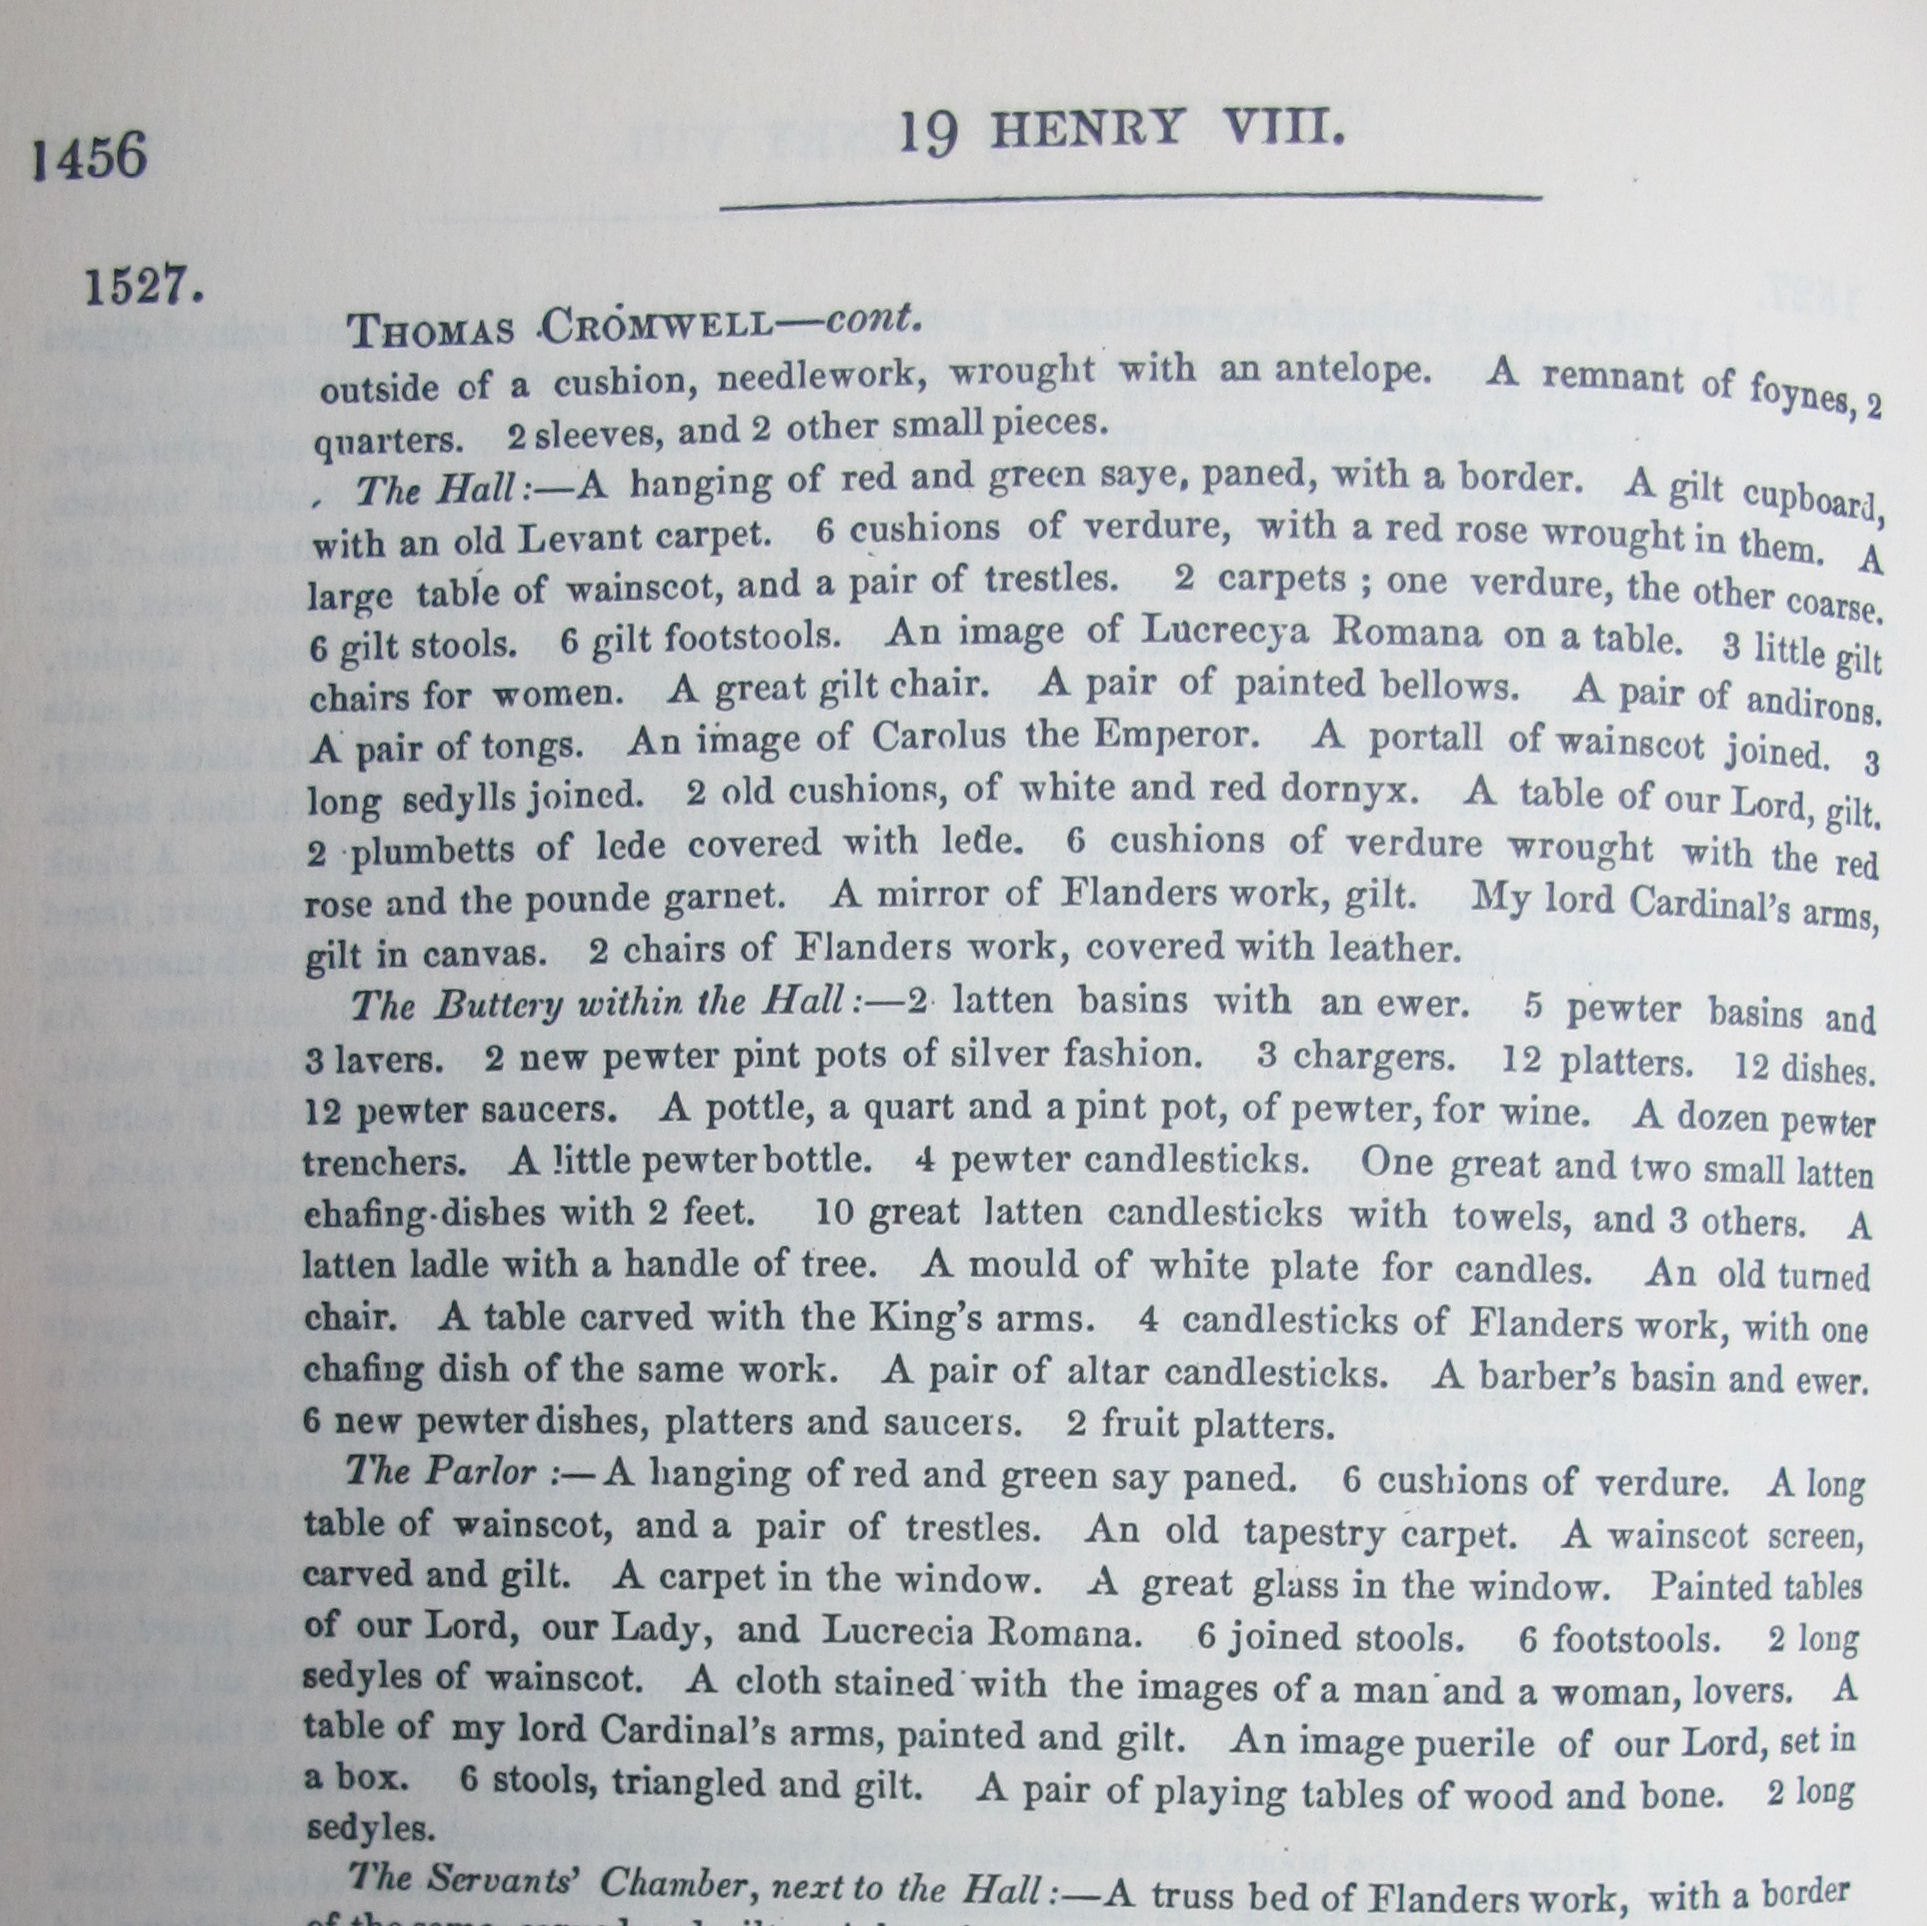 1456
19 HENRY VIII.
1527.
THOMAS CROMWELL—cont.
outside of a cushion, needlework, wrought with an antelope. A remnant of foynes, 2
quarters. 2 sleeves, and 2 other small pieces.
The Hall:—A hanging of red and green saye, paned, with a border. A gilt cupboard,
with an old Levant carpet. 6 cushions of verdure, with a red rose wrought in them. A
large table of wainscot, and a pair of trestles. 2 carpets; one verdure, the other coarse.
6 gilt stools. 6 gilt footstools. An image of Lucrecya Romana on a table. 3 little gilt
chairs for women. A great gilt chair. A pair of painted bellows. A pair of andirons.
A pair of tongs. An image of Carolus the Emperor. A portall of wainscot joined. 3
long sedylls joined. 2 old cushions, of white and red dornyx. A table of our Lord, gilt.
2 plumbetts of lede covered with lede. 6 cushions of verdure wrought with the red
rose and the pounde garnet. A mirror of Flanders work, gilt. My lord Cardinal's arms,
gilt in canvas. 2 chairs of Flanders work, covered with leather.
The Buttery within the Hall:—2 latten basins with an ewer. 5 pewter basins and
3 lavers. 2 new pewter pint pots of silver fashion. 3 chargers. 12 platters. 12 dishes.
12 pewter saucers. A pottle, a quart and a pint pot, of pewter, for wine. A dozen pewter
trenchers. A little pewter bottle. 4 pewter candlesticks. One great and two small latten
chafing-dishes with 2 feet. 10 great latten candlesticks with towels, and 3 others. A
latten ladle with a handle of tree. A mould of white plate for candles. An old turned
chair. A table carved with the King's arms. 4 candlesticks of Flanders work, with one
chafing dish of the same work. A pair of altar candlesticks. A barber's basin and ewer.
6 new pewter dishes, platters and saucers. 2 fruit platters.
The Parlor:—A hanging of red and green say paned. 6 cushions of verdure. A long
table of wainscot, and a pair of trestles. An old tapestry carpet. A wainscot screen,
carved and gilt. A carpet in the window. A great glass in the window. Painted tables
of our Lord, our Lady, and Lucrecia Romana. 6 joined stools. 6 footstools. 2 long
sedyles of wainscot. A cloth stained with the images of a man and a woman, lovers. A
table of my lord Cardinal's arms, painted and gilt. An image puerile of our Lord, set in
a box. 6 stools, triangled and gilt. A pair of playing tables of wood and bone. 2 long
sedyles.
The Servants' Chamber, next to the Hall:—A truss bed of Flanders work, with a border